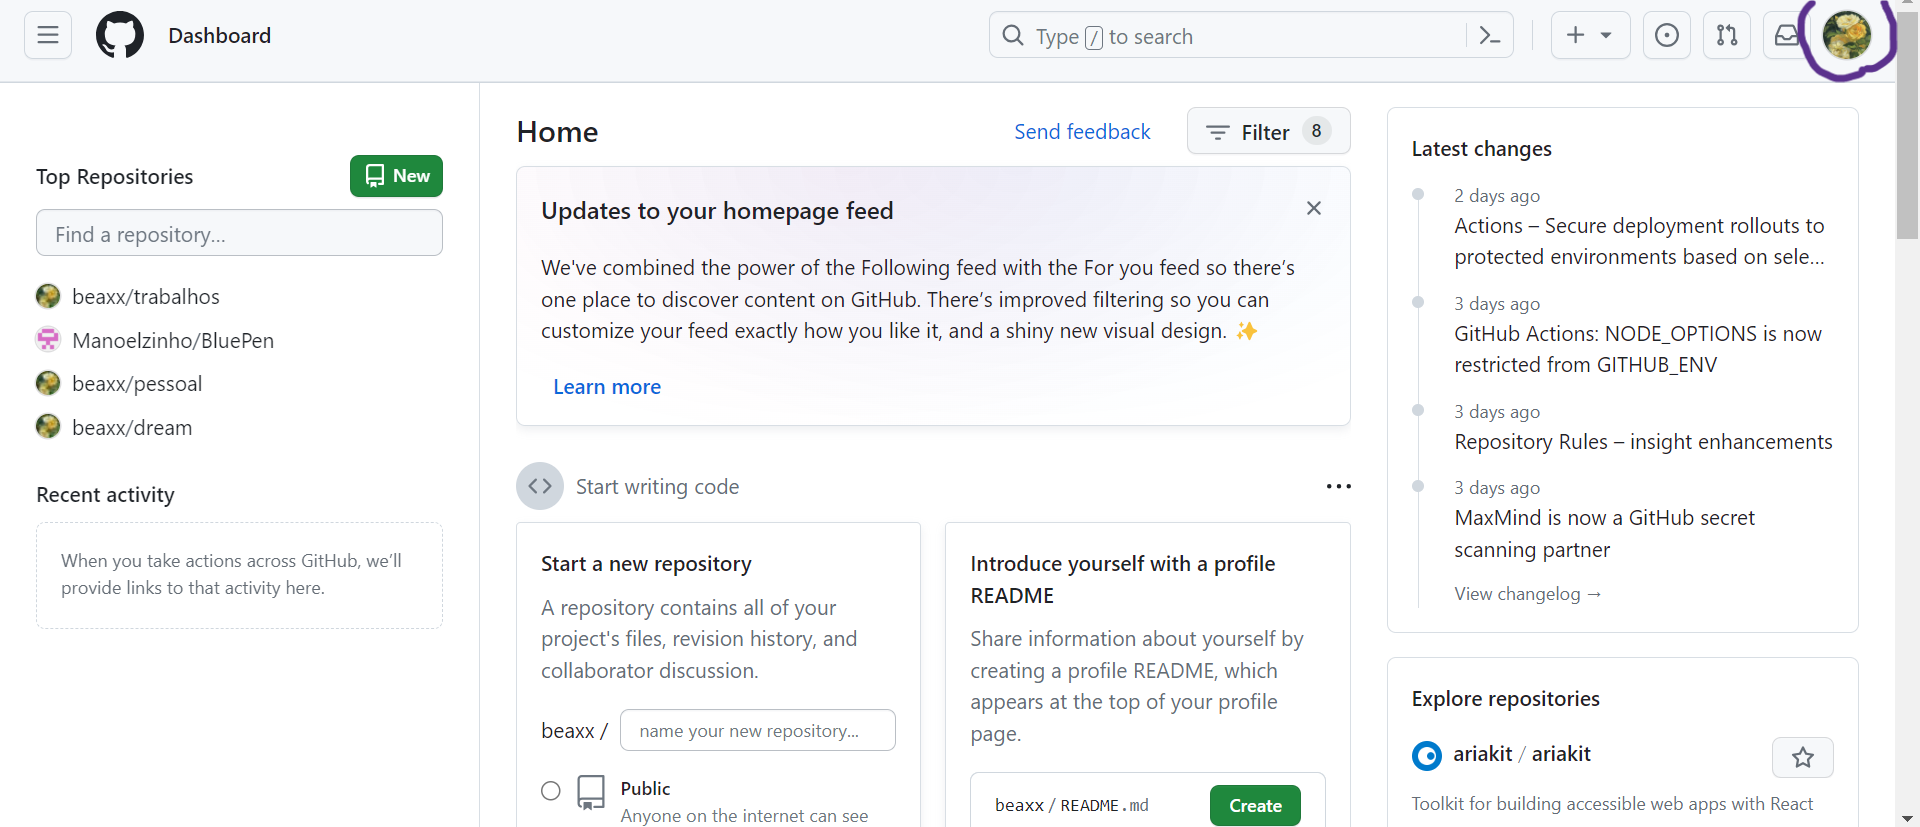 Dashboard
Type / to search
Top Repositories
New
Find a repository...
beaxx/trabalhos
Manoelzinho/BluePen
beaxx/pessoal
beaxx/dream
Recent activity
When you take actions across GitHub, we'll
provide links to that activity here.
Home
Send feedback
Filter 8
Updates to your homepage feed
We've combined the power of the Following feed with the For you feed so there's
one place to discover content on GitHub. There's improved filtering so you can
customize your feed exactly how you like it, and a shiny new visual design. ✨
Learn more
Start writing code
Start a new repository
A repository contains all of your
project's files, revision history, and
collaborator discussion.
beaxx / name your new repository...
Public
Anyone on the internet can see
Introduce yourself with a profile
README
Share information about yourself by
creating a profile README, which
appears at the top of your profile
page.
beaxx / README.md
Create
Latest changes
2 days ago
Actions – Secure deployment rollouts to
protected environments based on sele...
3 days ago
GitHub Actions: NODE_OPTIONS is now
restricted from GITHUB_ENV
3 days ago
Repository Rules – insight enhancements
3 days ago
MaxMind is now a GitHub secret
scanning partner
View changelog →
Explore repositories
ariakit / ariakit
Toolkit for building accessible web apps with React